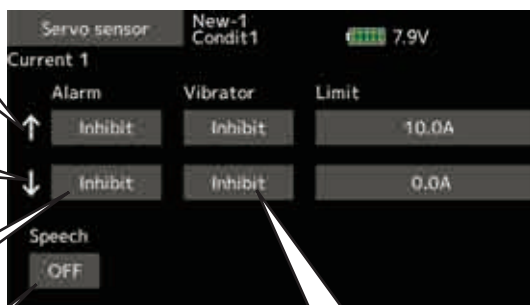 Servo sensor New-1
Condit1 7.9V
Current 1
Alarm Vibrator Limit
↑ Inhibit Inhibit 10.0A
↓ Inhibit Inhibit 0.0A
Speech
OFF